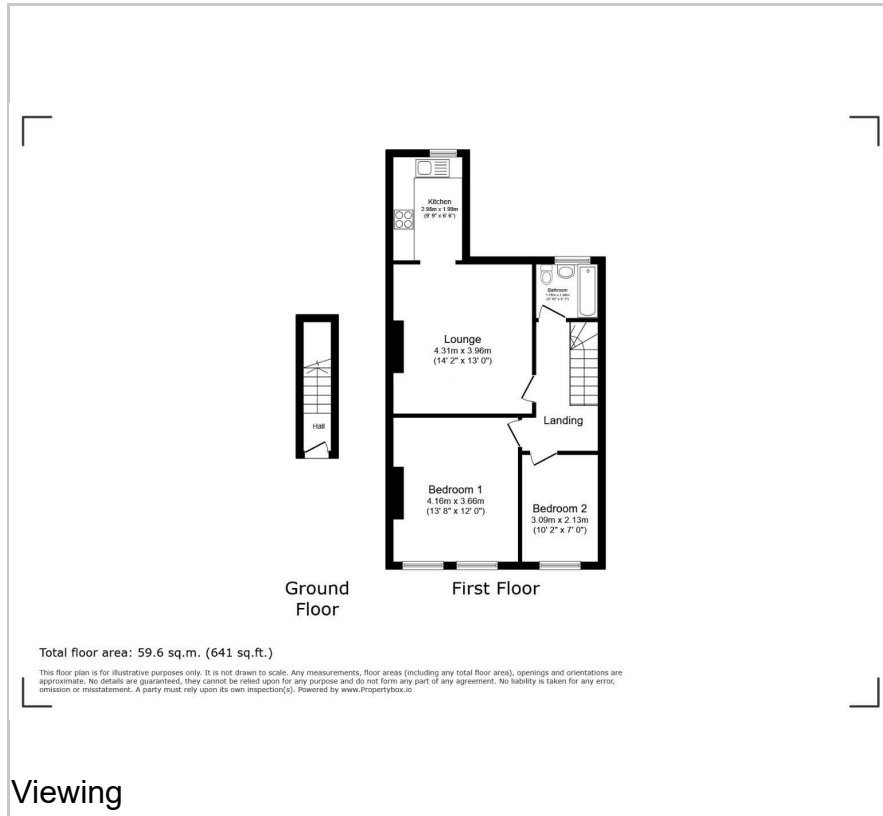 Kitchen
2.98m x 1.99m
(9' 9" x 6' 6")
Bathroom
Lounge
4.31m x 3.96m
(14' 2" x 13' 0")
Hall
Landing
Bedroom 1
4.16m x 3.66m
(13' 8" x 12' 0")
Bedroom 2
3.09m x 2.13m
(10' 2" x 7' 0")
Ground
Floor
First Floor
Total floor area: 59.6 sq.m. (641 sq.ft.)
This floor plan is for illustrative purposes only. It is not drawn to scale. Any measurements, floor areas (including any total floor area), openings and orientations are
approximate. No details are guaranteed, they cannot be relied upon for any purpose and do not form any part of any agreement. No liability is taken for any error,
omission or misstatement. A party must rely upon its own inspection(s). Powered by www.Propertybox.io
Viewing